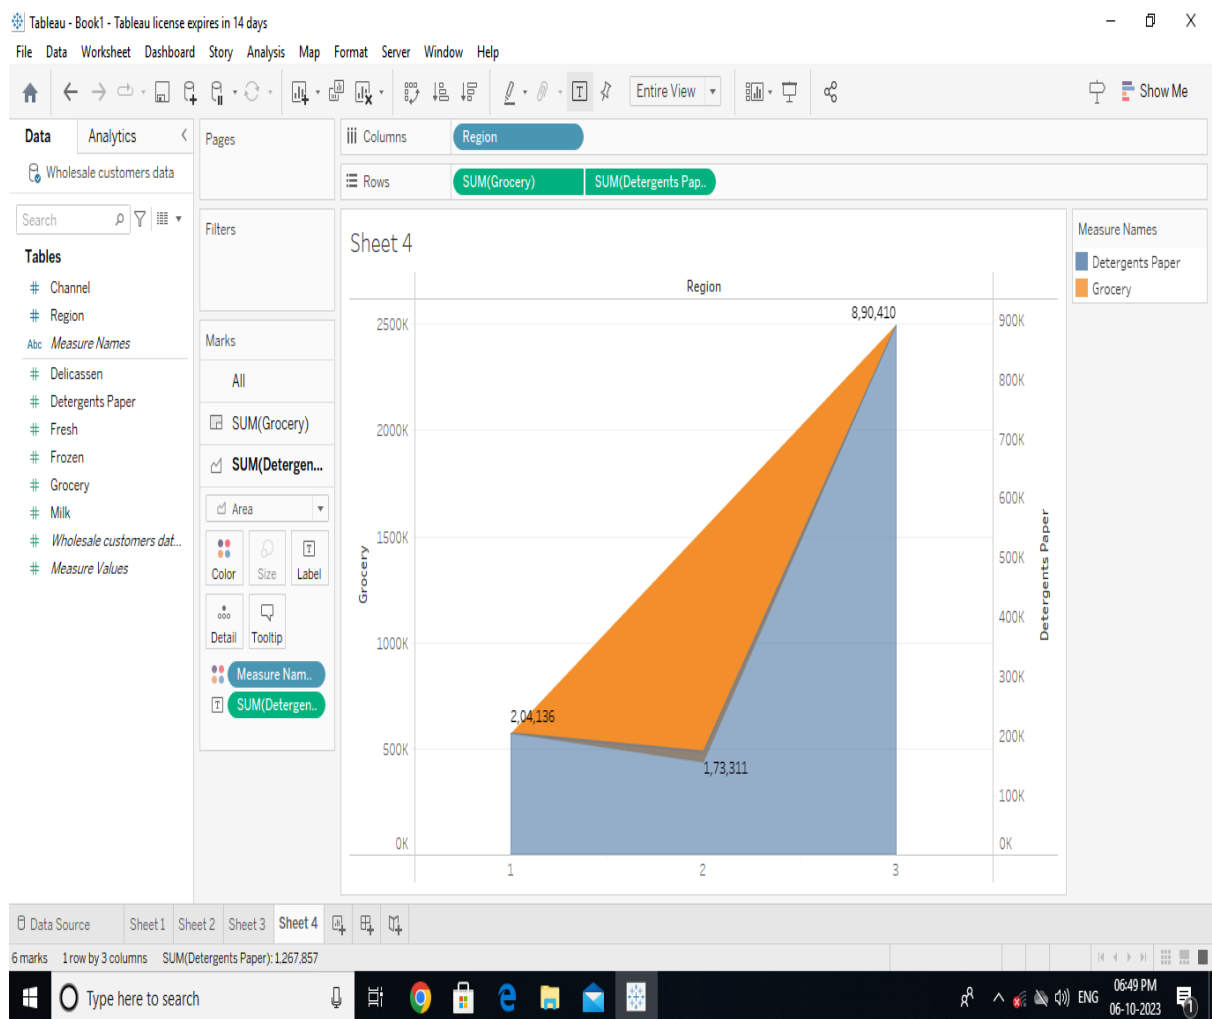 Tableau - Book1 - Tableau license expires in 14 days
File Data Worksheet Dashboard Story Analysis Map Format Server Window Help
Entire View
Show Me
Data Analytics
Wholesale customers data
Search
Tables
# Channel
# Region
Abc Measure Names
# Delicassen
# Detergents Paper
# Fresh
# Frozen
# Grocery
# Milk
# Wholesale customers dat...
# Measure Values
Pages
Filters
Marks
All
SUM(Grocery)
SUM(Detergen...
Area
Color Size Label
Detail Tooltip
Measure Nam..
SUM(Detergen..
Columns Region
Rows SUM(Grocery) SUM(Detergents Pap..
Sheet 4
Region
2500K
2000K
1500K
1000K
500K
0K
Grocery
8,90,410
2,04,136
1,73,311
1 2 3
900K
800K
700K
600K
500K
400K
300K
200K
100K
0K
Detergents Paper
Measure Names
Detergents Paper
Grocery
Data Source Sheet 1 Sheet 2 Sheet 3 Sheet 4
6 marks 1 row by 3 columns SUM(Detergents Paper): 1,267,857
Type here to search
ENG
06:49 PM
06-10-2023
1